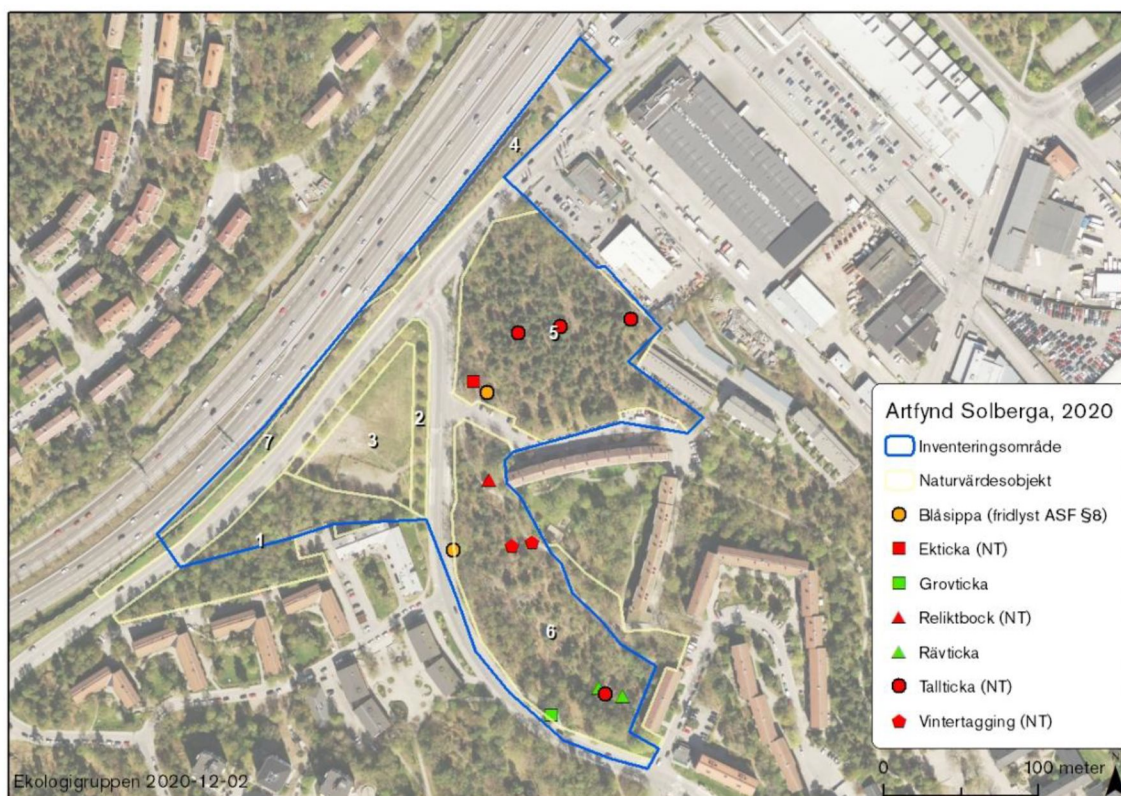 4
5
2
3
7
1
6
Artfynd Solberga, 2020
Inventeringsområde
Naturvärdesobjekt
Blåsippa (fridlyst ASF §8)
Ekticka (NT)
Grovticka
Reliktbock (NT)
Rävticka
Tallticka (NT)
Vintertagging (NT)
Ekologigruppen 2020-12-02
0 100 meter